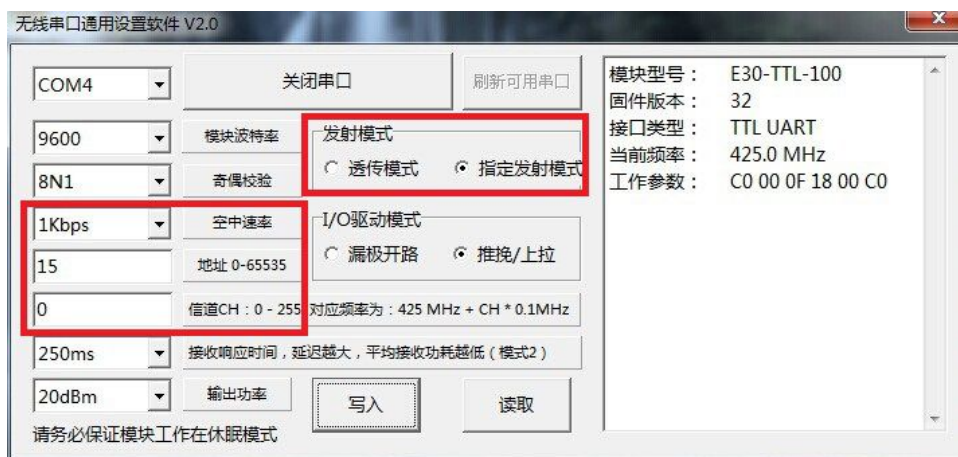 无线串口通用设置软件 V2.0
x
COM4
关闭串口
刷新可用串口
9600
模块波特率
发射模式
透传模式
指定发射模式
8N1
奇偶校验
1Kbps
空中速率
I/O驱动模式
漏极开路
推挽/上拉
15
地址 0-65535
0
信道CH：0 - 255
对应频率为：425 MHz + CH * 0.1MHz
250ms
接收响应时间，延迟越大，平均接收功耗越低（模式2）
20dBm
输出功率
写入
读取
请务必保证模块工作在休眠模式
模块型号： E30-TTL-100
固件版本： 32
接口类型： TTL UART
当前频率： 425.0 MHz
工作参数： C0 00 0F 18 00 C0